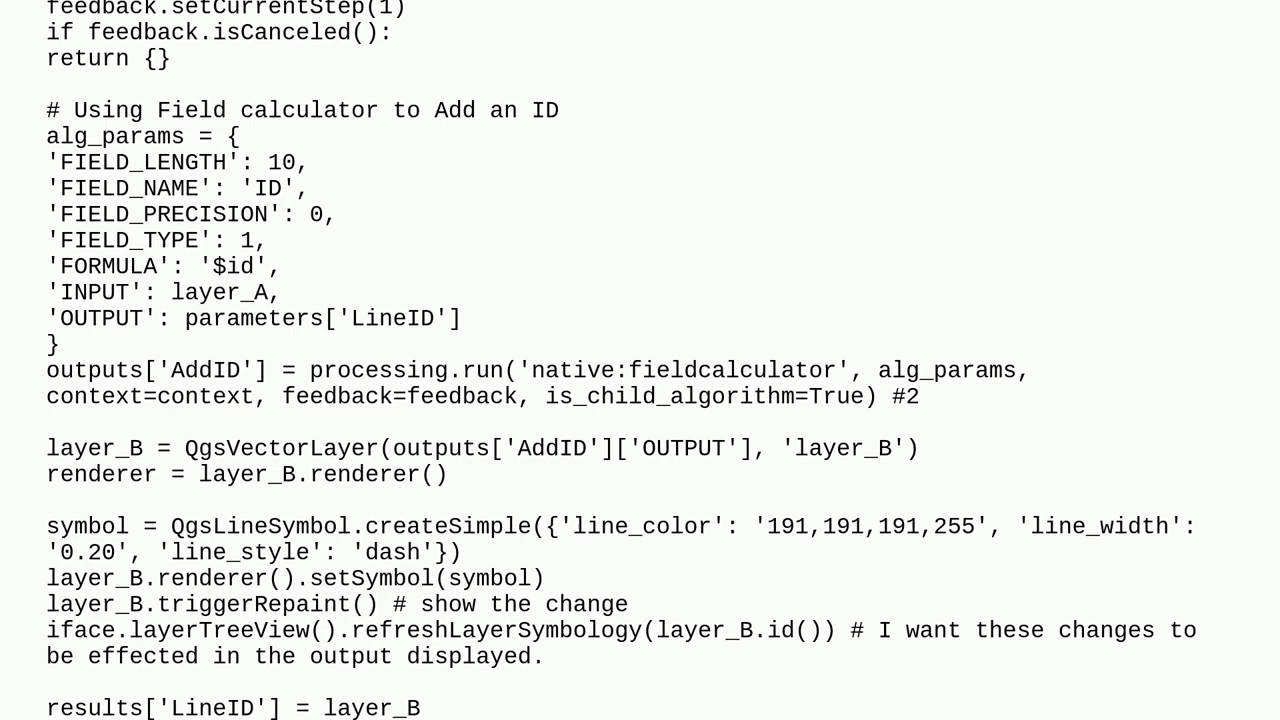 feedback.setCurrentStep(1)
if feedback.isCanceled():
return {}
# Using Field calculator to Add an ID
alg_params = {
'FIELD_LENGTH': 10,
'FIELD_NAME': 'ID',
'FIELD_PRECISION': 0,
'FIELD_TYPE': 1,
'FORMULA': '$id',
'INPUT': layer_A,
'OUTPUT': parameters['LineID']
}
outputs['AddID'] = processing.run('native:fieldcalculator', alg_params,
context=context, feedback=feedback, is_child_algorithm=True) #2
layer_B = QgsVectorLayer(outputs['AddID']['OUTPUT'], 'layer_B')
renderer = layer_B.renderer()
symbol = QgsLineSymbol.createSimple({'line_color': '191,191,191,255', 'line_width':
'0.20', 'line_style': 'dash'})
layer_B.renderer().setSymbol(symbol)
layer_B.triggerRepaint() # show the change
iface.layerTreeView().refreshLayerSymbology(layer_B.id()) # I want these changes to
be effected in the output displayed.
results['LineID'] = layer_B